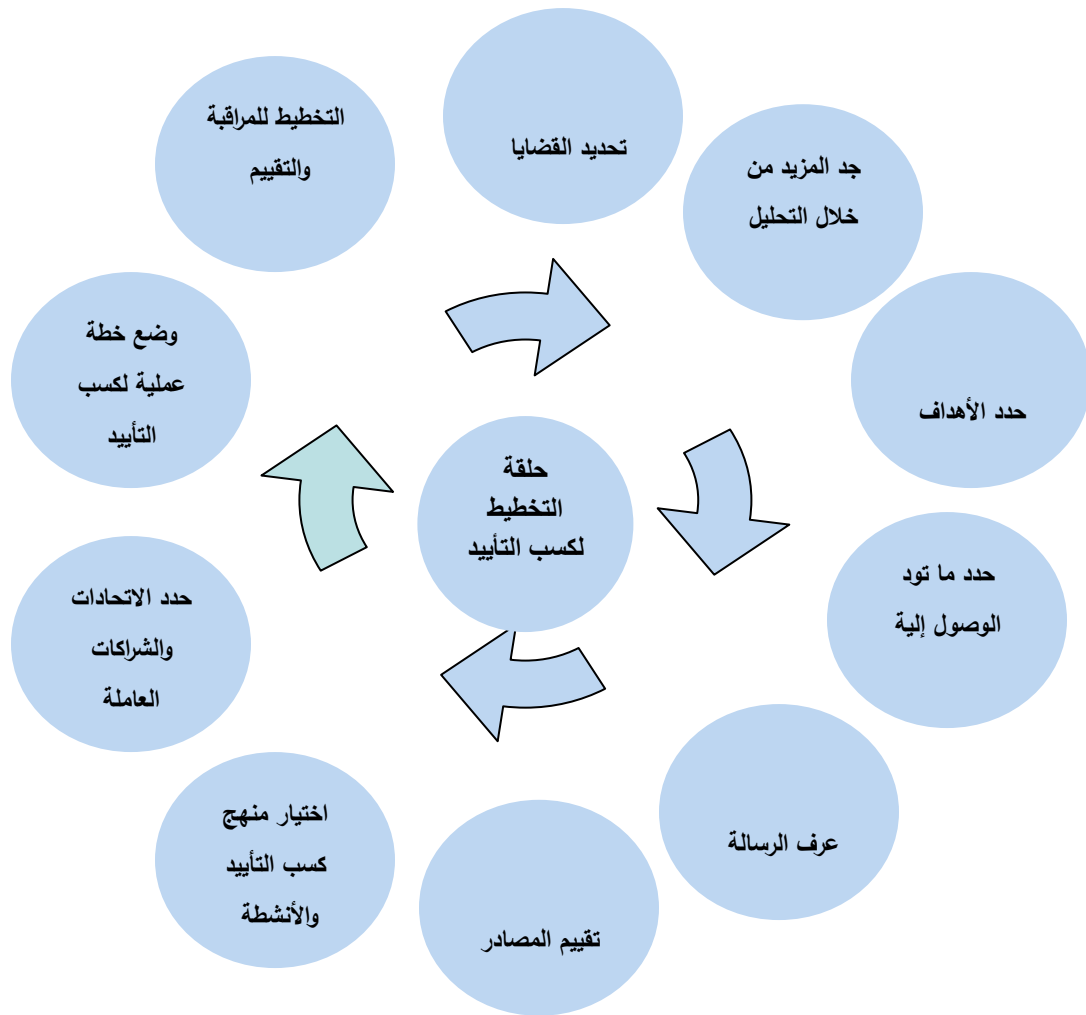 تحديد القضايا
جد المزيد من
خلال التحليل
حدد الأهداف
حدد ما تود
الوصول إلية
عرف الرسالة
تقييم المصادر
اختيار منهج
كسب التأييد
والأنشطة
حدد الاتحادات
والشراكات
العاملة
وضع خطة
عملية لكسب
التأييد
التخطيط للمراقبة
والتقييم
حلقة
التخطيط
لكسب التأييد